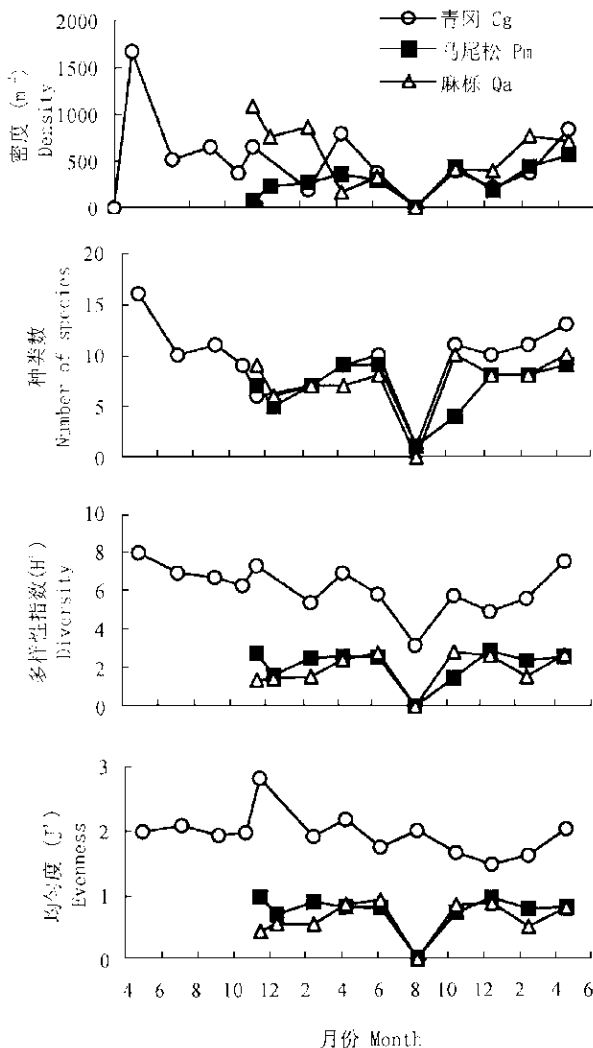 青冈 Cg
马尾松 Pm
麻栎 Qa
密度 (m⁻²)
Density
2000
1500
1000
500
0
种类数
Number of species
20
15
10
5
0
多样性指数(H')
Diversity
10
8
6
4
2
0
均匀度 (J')
Evenness
3
2
1
0
4 6 8 10 12 2 4 6 8 10 12 2 4 6
月份 Month